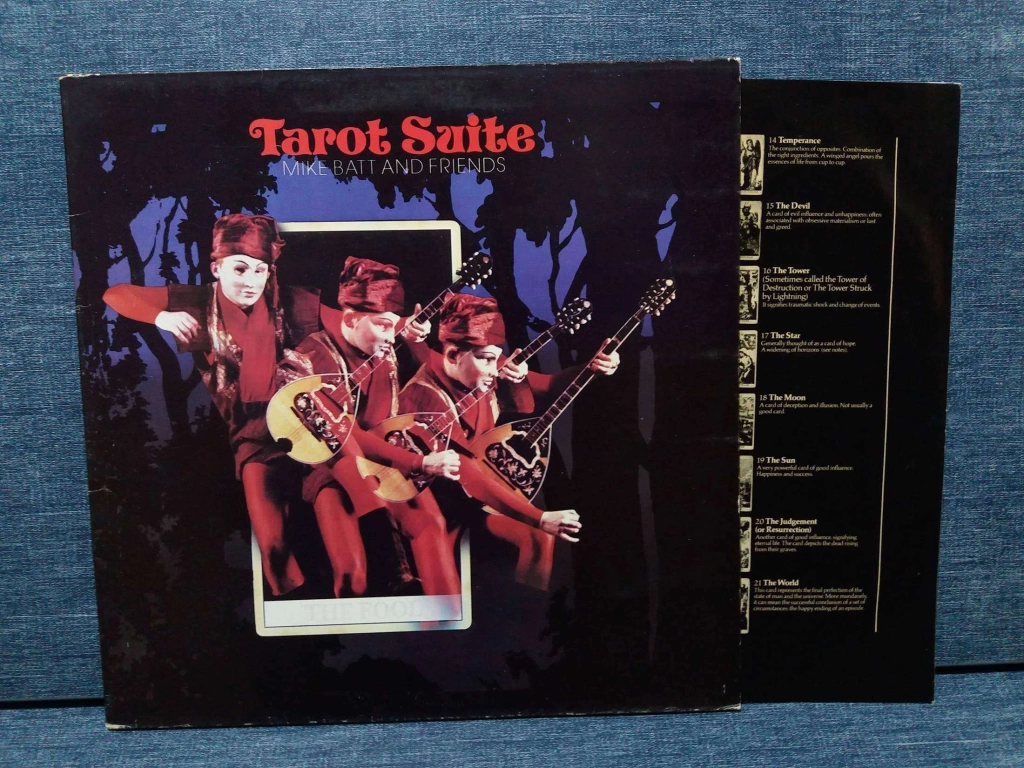 Tarot Suite
MIKE BATT AND FRIENDS
THE FOOL
14 Temperance
The conjunction of opposites. Combination of
the right ingredients. A winged angel pours the
essences of life from cup to cup.
15 The Devil
A card of evil influence and unhappiness: often
associated with obsessive materialism or lust
and greed.
16 The Tower
(Sometimes called the Tower of
Destruction or The Tower Struck
by Lightning)
It signifies traumatic shock and change of events.
17 The Star
Generally thought of as a card of hope.
A widening of horizons (see notes).
18 The Moon
A card of deception and illusion. Not usually a
good card.
19 The Sun
A very powerful card of good influence.
Happiness and success.
20 The Judgement
(or Resurrection)
Another card of good influence, signifying
eternal life. The card depicts the dead rising
from their graves.
21 The World
This card represents the final perfection of the
state of man and the universe. More mundanely,
it can mean the successful conclusion of a set of
circumstances: the happy ending of an episode